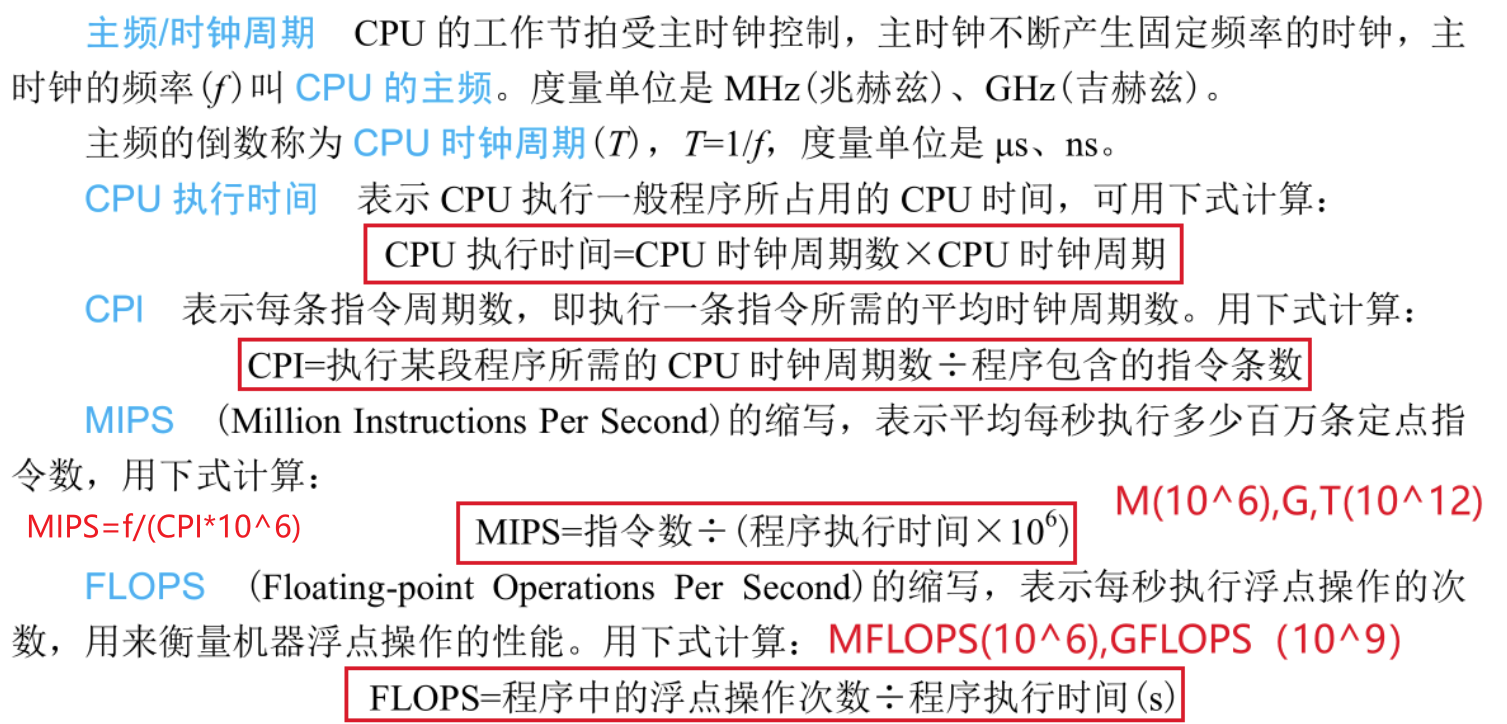 主频/时钟周期 CPU 的工作节拍受主时钟控制，主时钟不断产生固定频率的时钟，主
时钟的频率(f)叫 CPU 的主频。度量单位是 MHz(兆赫兹)、GHz(吉赫兹)。
主频的倒数称为 CPU 时钟周期(T)，T=1/f，度量单位是 μs、ns。
CPU 执行时间 表示 CPU 执行一般程序所占用的 CPU 时间，可用下式计算：
CPU 执行时间=CPU 时钟周期数×CPU 时钟周期
CPI 表示每条指令周期数，即执行一条指令所需的平均时钟周期数。用下式计算：
CPI=执行某段程序所需的 CPU 时钟周期数÷程序包含的指令条数
MIPS (Million Instructions Per Second)的缩写，表示平均每秒执行多少百万条定点指
令数，用下式计算：
M(10^6),G,T(10^12)
MIPS=f/(CPI*10^6)
MIPS=指令数÷(程序执行时间×10⁶)
FLOPS (Floating-point Operations Per Second)的缩写，表示每秒执行浮点操作的次
数，用来衡量机器浮点操作的性能。用下式计算：MFLOPS(10^6),GFLOPS（10^9）
FLOPS=程序中的浮点操作次数÷程序执行时间(s)